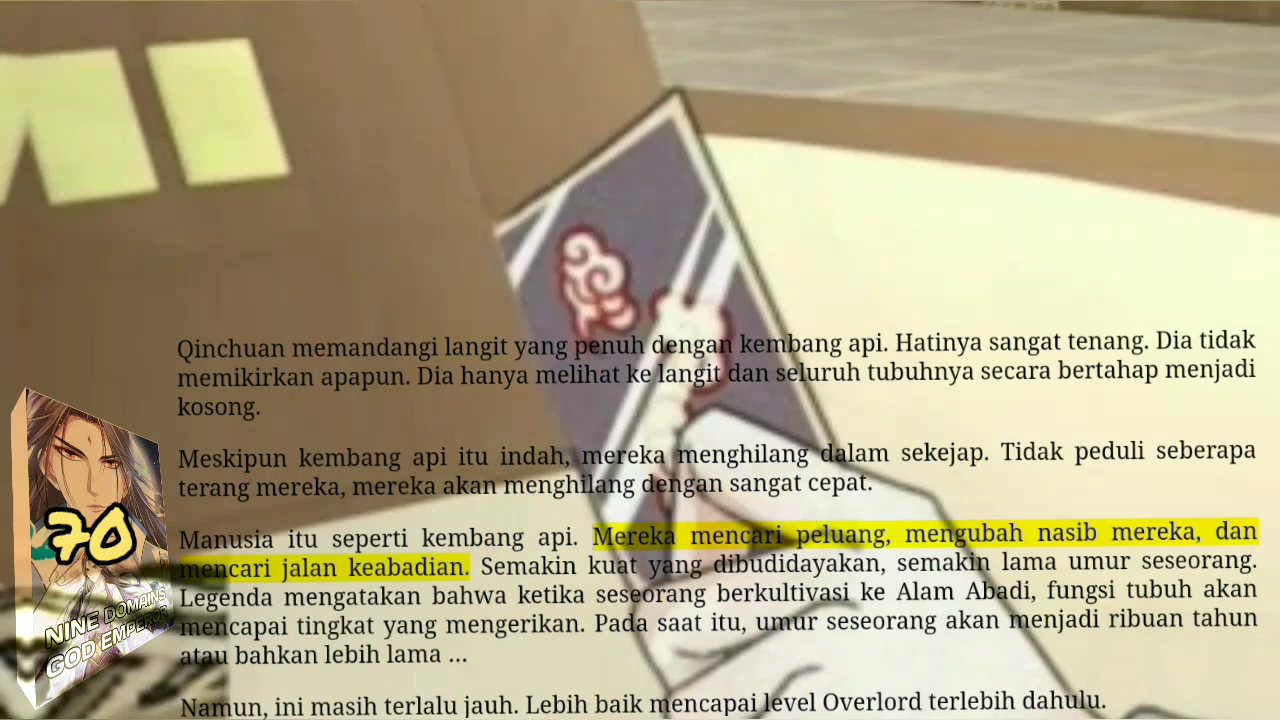 Qinchuan memandangi langit yang penuh dengan kembang api. Hatinya sangat tenang. Dia tidak
memikirkan apapun. Dia hanya melihat ke langit dan seluruh tubuhnya secara bertahap menjadi
kosong.
Meskipun kembang api itu indah, mereka menghilang dalam sekejap. Tidak peduli seberapa
terang mereka, mereka akan menghilang dengan sangat cepat.
Manusia itu seperti kembang api. Mereka mencari peluang, mengubah nasib mereka, dan
mencari jalan keabadian. Semakin kuat yang dibudidayakan, semakin lama umur seseorang.
Legenda mengatakan bahwa ketika seseorang berkultivasi ke Alam Abadi, fungsi tubuh akan
mencapai tingkat yang mengerikan. Pada saat itu, umur seseorang akan menjadi ribuan tahun
atau bahkan lebih lama ...
Namun, ini masih terlalu jauh. Lebih baik mencapai level Overlord terlebih dahulu.
70
NINE DOMAINS
GOD EMPEROR